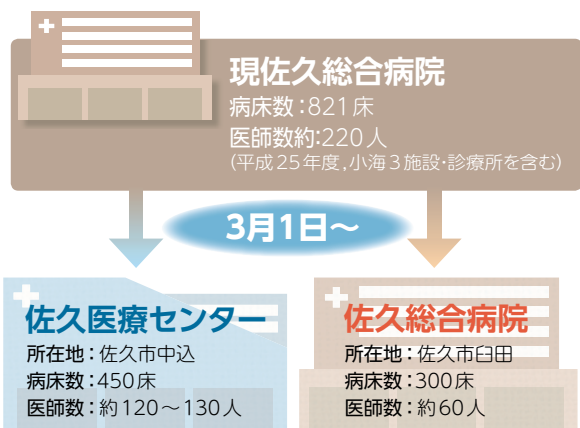 現佐久総合病院
病床数：821床
医師数約:220人
(平成25年度,小海3施設・診療所を含む)
3月1日～
佐久医療センター
所在地：佐久市中込
病床数：450床
医師数：約120～130人
佐久総合病院
所在地：佐久市臼田
病床数：300床
医師数：約60人